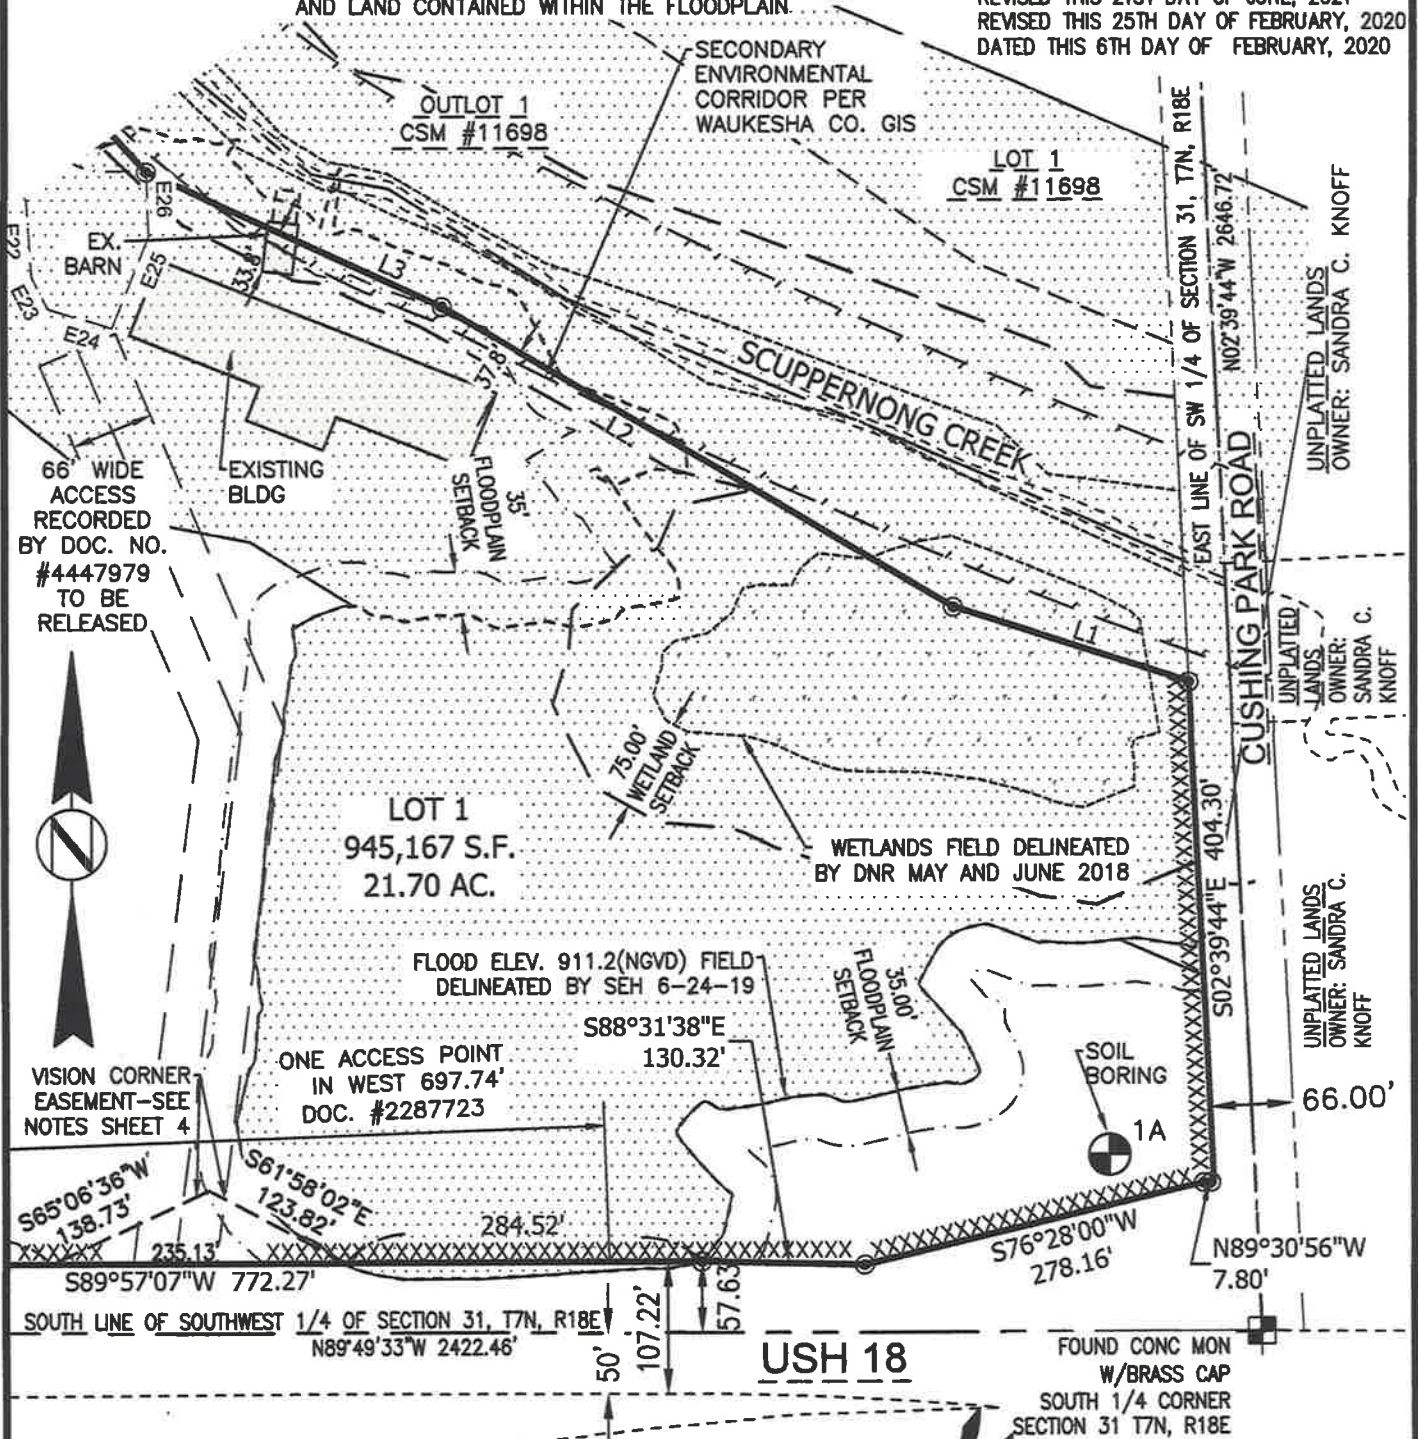 AND LAND CONTAINED WITHIN THE FLOODPLAIN
REVISED THIS 21ST DAY OF JUNE, 2021
REVISED THIS 25TH DAY OF FEBRUARY, 2020
DATED THIS 6TH DAY OF FEBRUARY, 2020
SECONDARY
ENVIRONMENTAL
CORRIDOR PER
WAUKESHA CO. GIS
OUTLOT 1
CSM #11698
LOT 1
CSM #11698
EAST LINE OF SW 1/4 OF SECTION 31, T7N, R18E
N02°39'44"W 2646.72'
UNPLATTED LANDS
OWNER: SANDRA C. KNOFF
E26
E22
EX.
BARN
E25
33.8'
L3
E23
E24
37.8'
L2
SCUPPERNONG CREEK
66' WIDE
ACCESS
RECORDED
BY DOC. NO.
#4447979
TO BE
RELEASED
EXISTING
BLDG
35'
FLOODPLAIN
SETBACK
CUSHING PARK ROAD
L1
UNPLATTED
LANDS
OWNER:
SANDRA C.
KNOFF
75.00'
WETLAND
SETBACK
LOT 1
945,167 S.F.
21.70 AC.
WETLANDS FIELD DELINEATED
BY DNR MAY AND JUNE 2018
S02°39'44"E 404.30'
UNPLATTED LANDS
OWNER: SANDRA C.
KNOFF
FLOOD ELEV. 911.2(NGVD) FIELD
DELINEATED BY SEH 6-24-19
35.00'
FLOODPLAIN
SETBACK
S88°31'38"E
130.32'
ONE ACCESS POINT
IN WEST 697.74'
DOC. #2287723
SOIL
BORING
1A
66.00'
VISION CORNER
EASEMENT-SEE
NOTES SHEET 4
S65°06'36"W
138.73'
S61°58'02"E
123.82'
284.52'
235.13'
S89°57'07"W 772.27'
S76°28'00"W
278.16'
N89°30'56"W
7.80'
SOUTH LINE OF SOUTHWEST 1/4 OF SECTION 31, T7N, R18E
N89°49'33"W 2422.46'
50'
107.22'
57.63'
USH 18
FOUND CONC MON
W/BRASS CAP
SOUTH 1/4 CORNER
SECTION 31 T7N, R18E